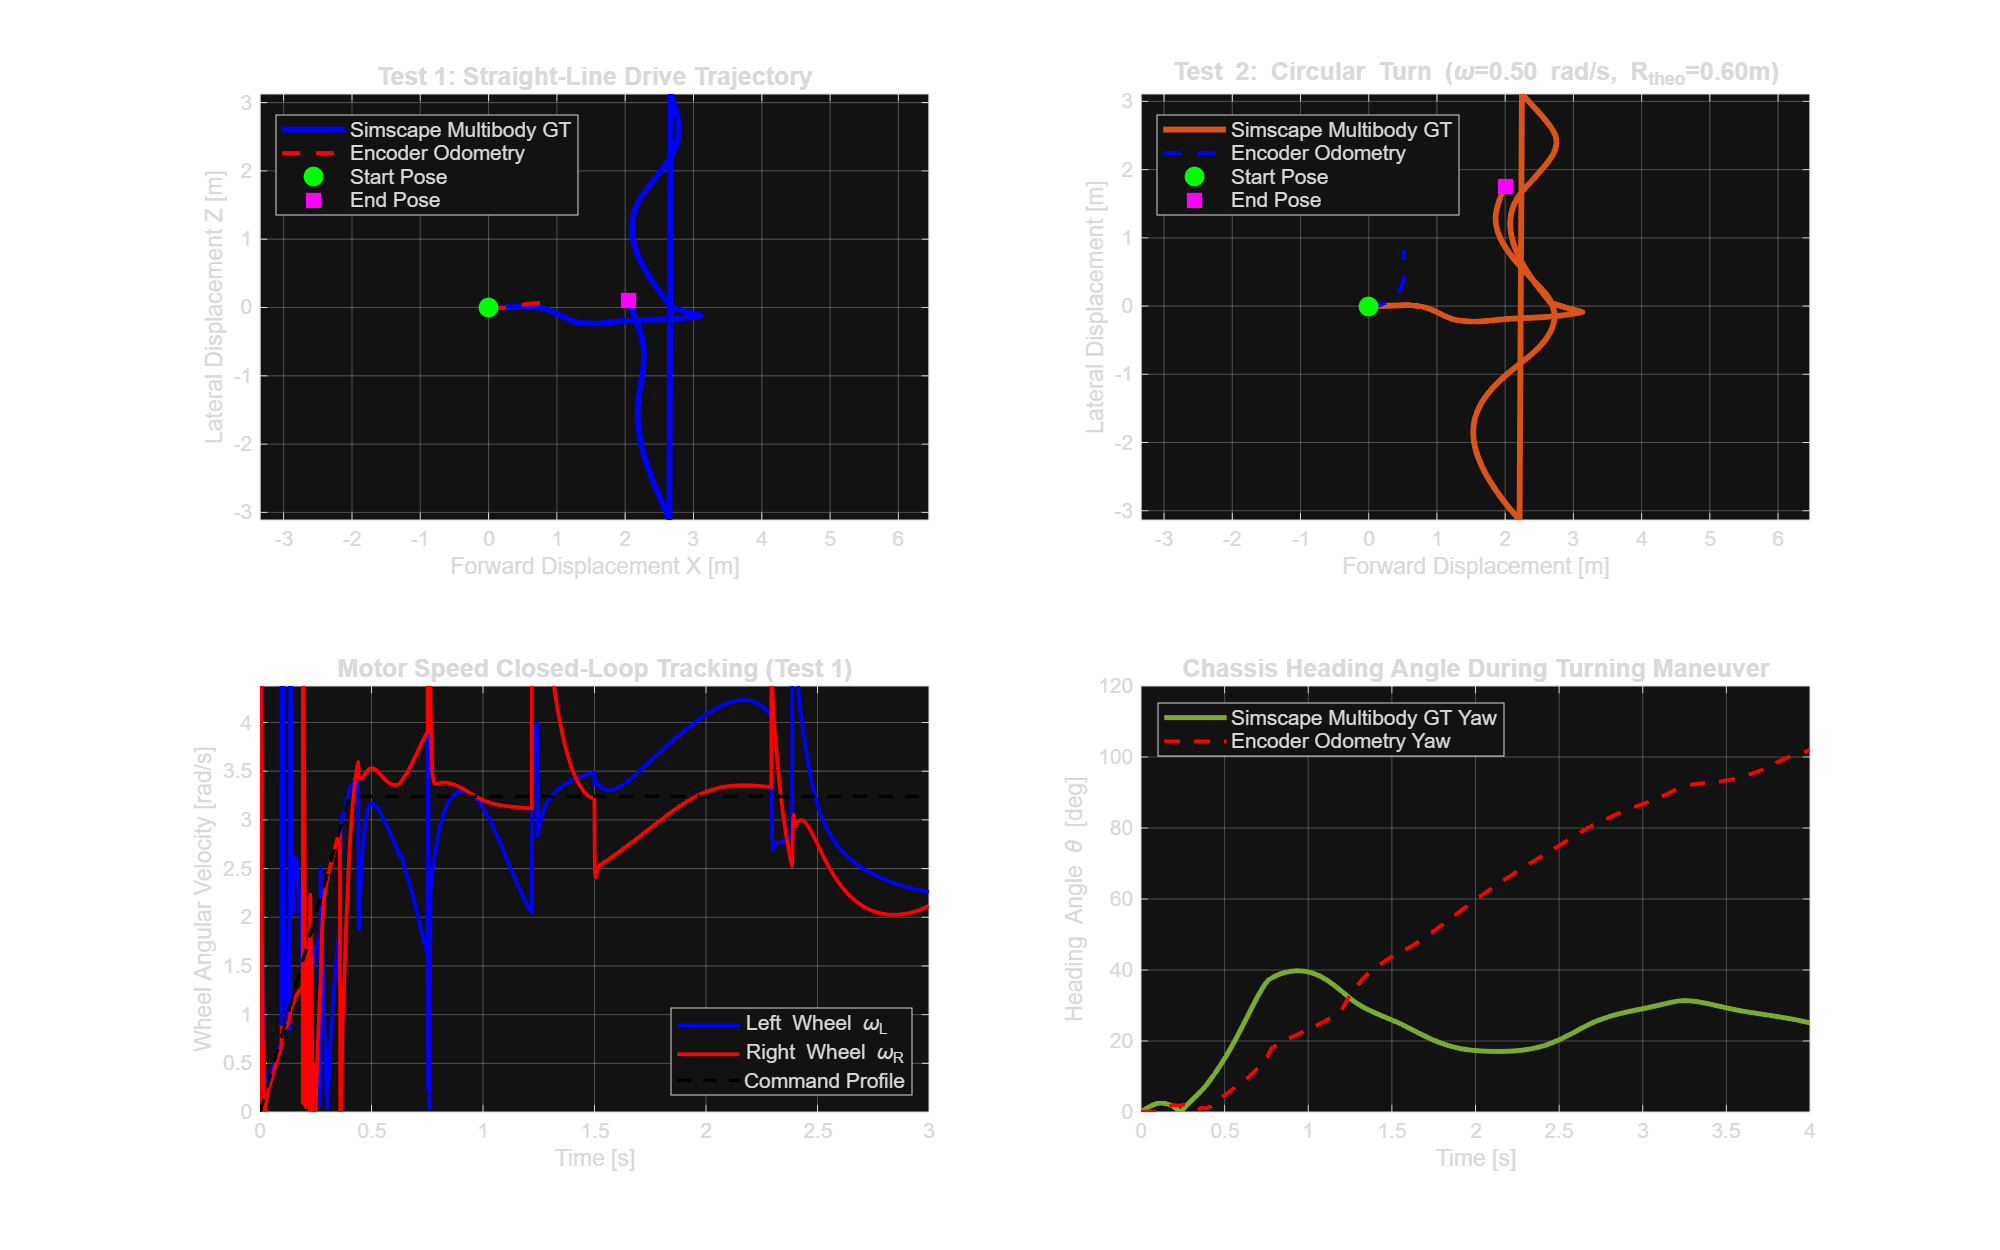 Test 1: Straight-Line Drive Trajectory
Simscape Multibody GT
Encoder Odometry
Start Pose
End Pose
3
2
1
0
-1
-2
-3
Lateral Displacement Z [m]
-3 -2 -1 0 1 2 3 4 5 6
Forward Displacement X [m]
Test 2: Circular Turn (ω=0.50 rad/s, Rtheo=0.60m)
Simscape Multibody GT
Encoder Odometry
Start Pose
End Pose
3
2
1
0
-1
-2
-3
Lateral Displacement [m]
-3 -2 -1 0 1 2 3 4 5 6
Forward Displacement [m]
Motor Speed Closed-Loop Tracking (Test 1)
4
3.5
3
2.5
2
1.5
1
0.5
0
Wheel Angular Velocity [rad/s]
Left Wheel ωL
Right Wheel ωR
Command Profile
0 0.5 1 1.5 2 2.5 3
Time [s]
Chassis Heading Angle During Turning Maneuver
Simscape Multibody GT Yaw
Encoder Odometry Yaw
120
100
80
60
40
20
0
Heading Angle θ [deg]
0 0.5 1 1.5 2 2.5 3 3.5 4
Time [s]